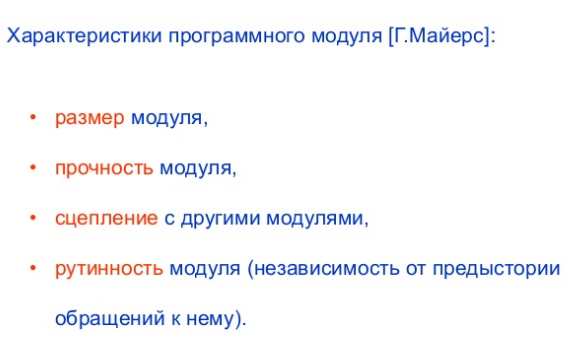 Характеристики программного модуля [Г.Майерс]:
• размер модуля,
• прочность модуля,
• сцепление с другими модулями,
• рутинность модуля (независимость от предыстории
обращений к нему).